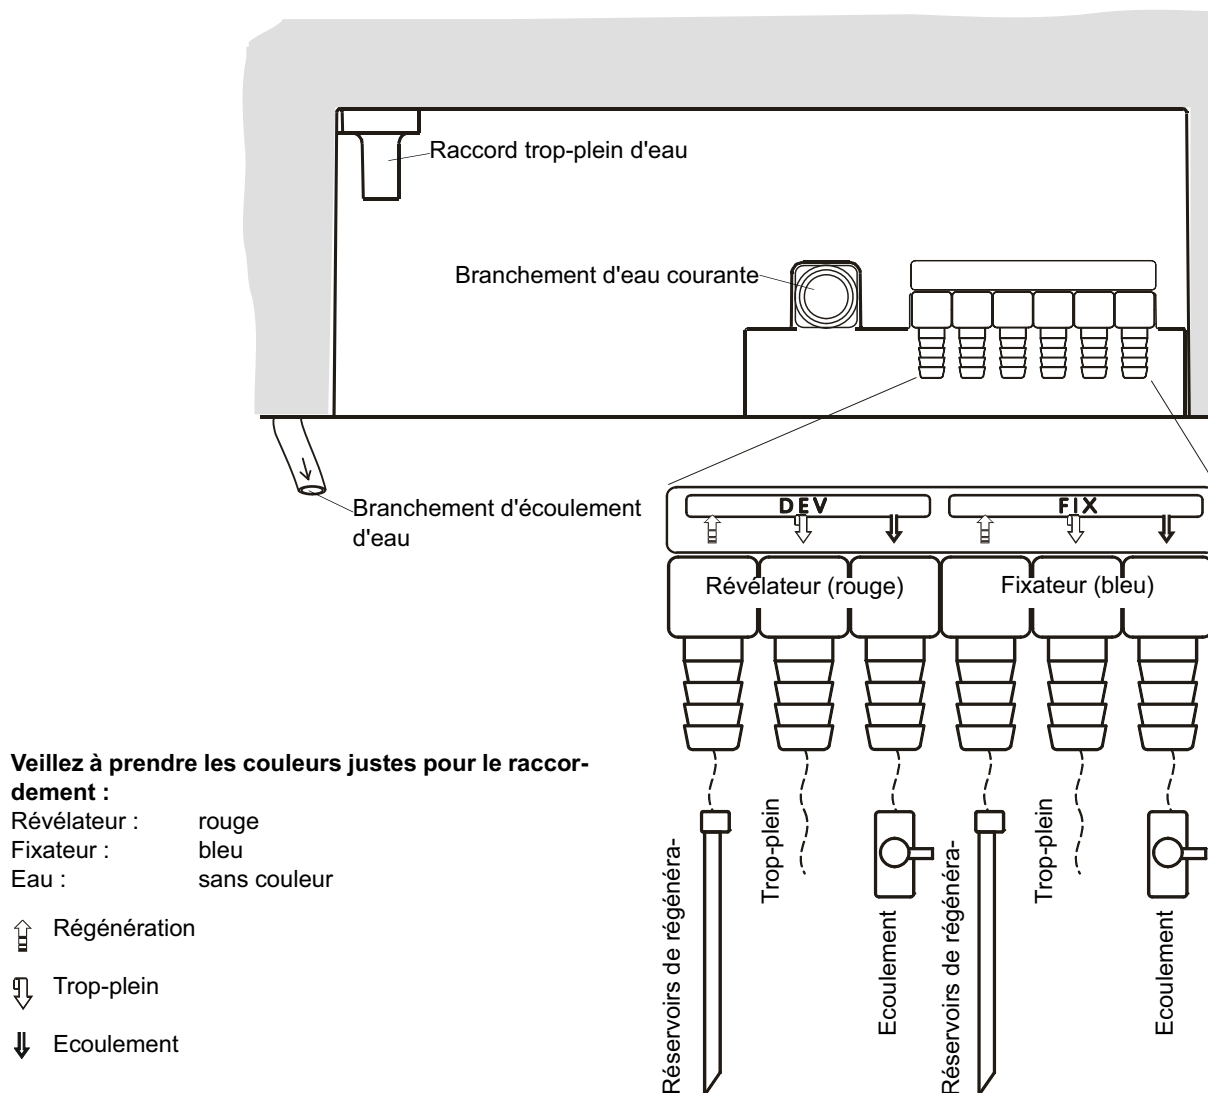 Raccord trop-plein d'eau
Branchement d'eau courante
Branchement d'écoulement
d'eau
DEV
FIX
Révélateur (rouge)
Fixateur (bleu)
Réservoirs de régénéra-
Trop-plein
Ecoulement
Réservoirs de régénéra-
Trop-plein
Ecoulement
Veillez à prendre les couleurs justes pour le raccor-
dement :
Révélateur : rouge
Fixateur : bleu
Eau : sans couleur
Régénération
Trop-plein
Ecoulement